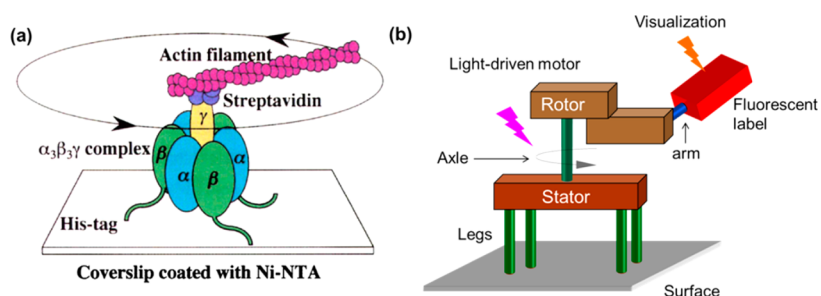 (a)
Actin filament
Streptavidin
γ
α₃β₃γ complex
β
α
β
α
His-tag
Coverslip coated with Ni-NTA
(b)
Visualization
Light-driven motor
Rotor
Fluorescent
label
arm
Axle
Stator
Legs
Surface